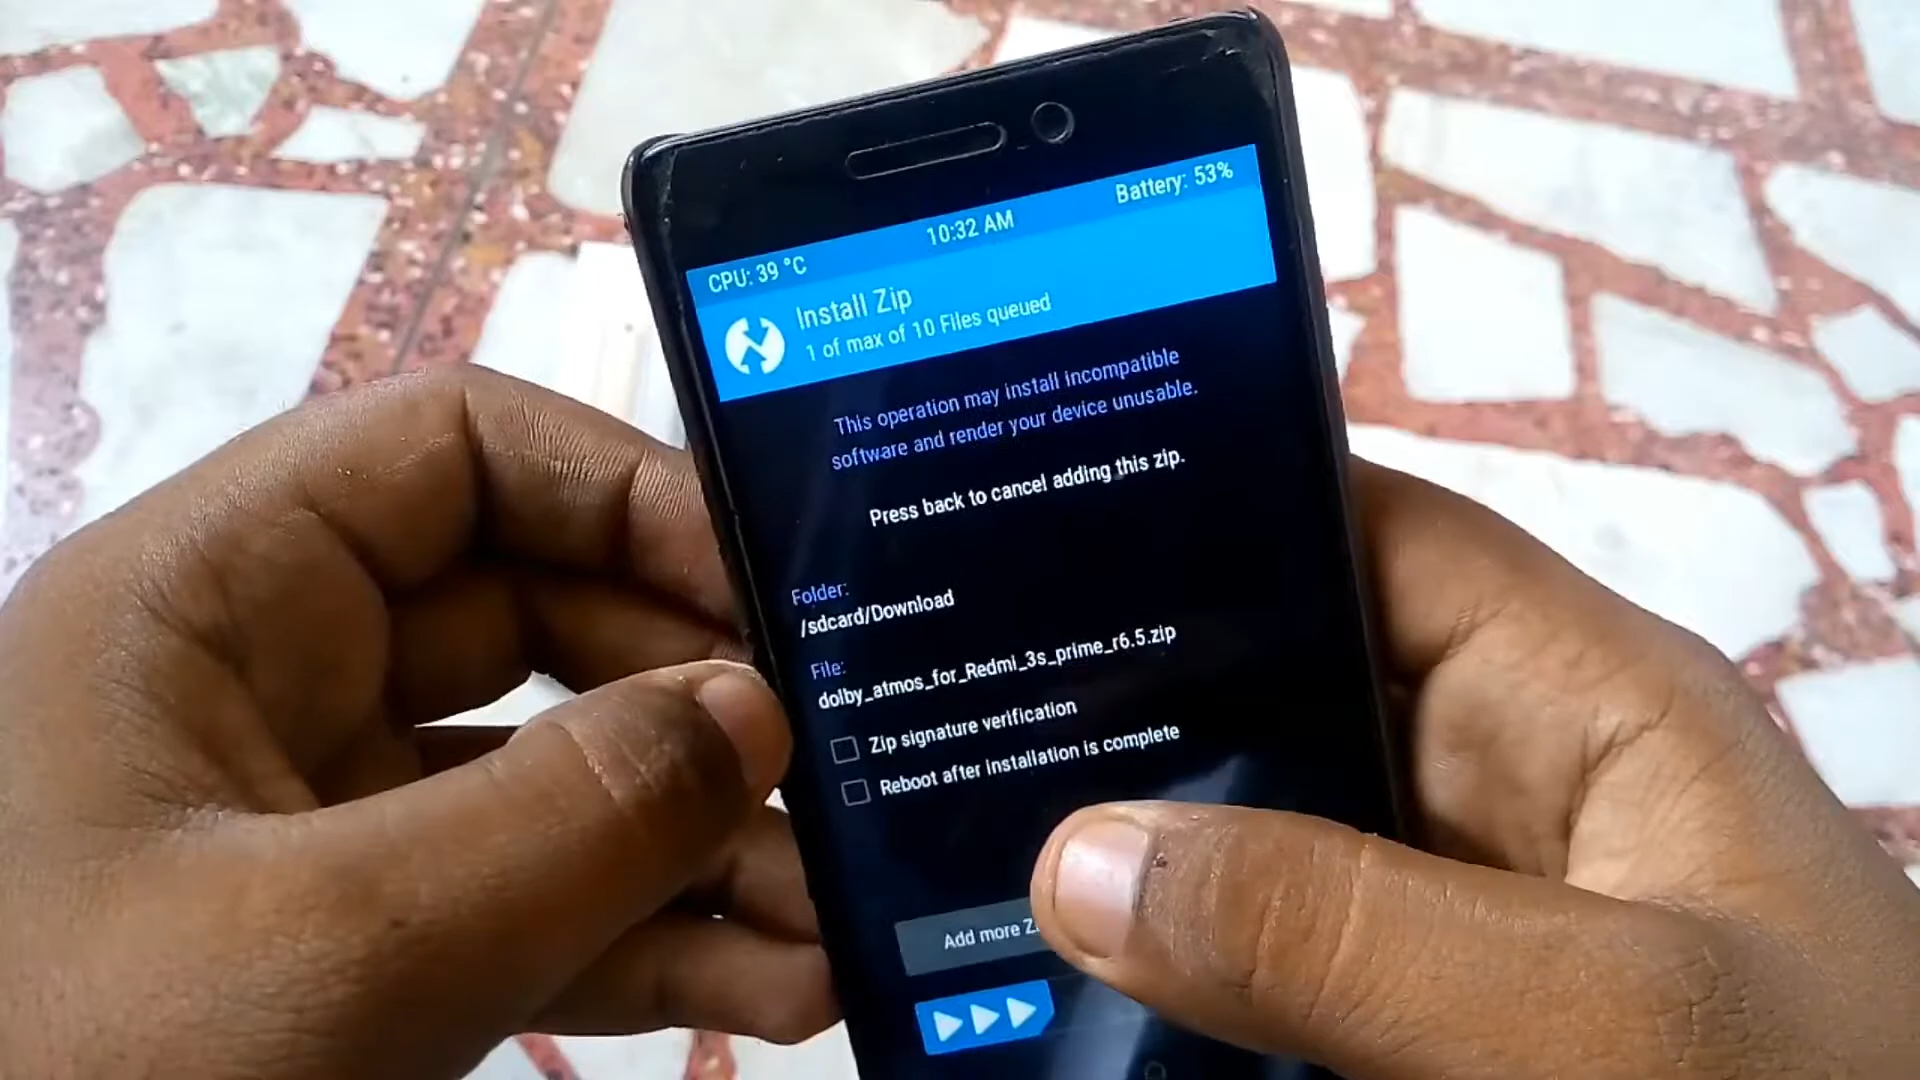 Battery: 53%
10:32 AM
CPU: 39 °C
Install Zip
1 of max of 10 Files queued
This operation may install incompatible
software and render your device unusable.
Press back to cancel adding this zip.
Folder:
/sdcard/Download
File:
dolby_atmos_for_Redmi_3s_prime_r6.5.zip
Zip signature verification
Reboot after installation is complete
Add more